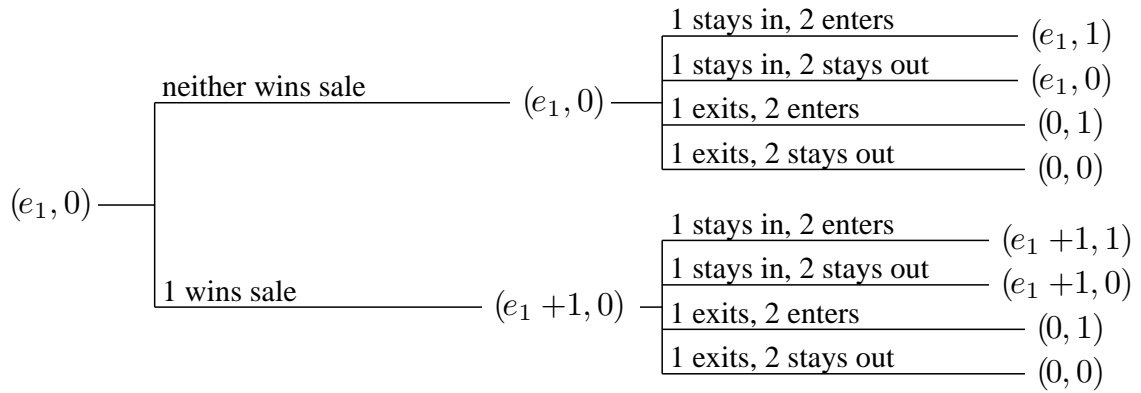 1 stays in, 2 enters
(e₁, 1)
1 stays in, 2 stays out
(e₁, 0)
neither wins sale
(e₁, 0)
1 exits, 2 enters
(0, 1)
1 exits, 2 stays out
(0, 0)
(e₁, 0)
1 stays in, 2 enters
(e₁ +1, 1)
1 stays in, 2 stays out
(e₁ +1, 0)
1 wins sale
(e₁ +1, 0)
1 exits, 2 enters
(0, 1)
1 exits, 2 stays out
(0, 0)